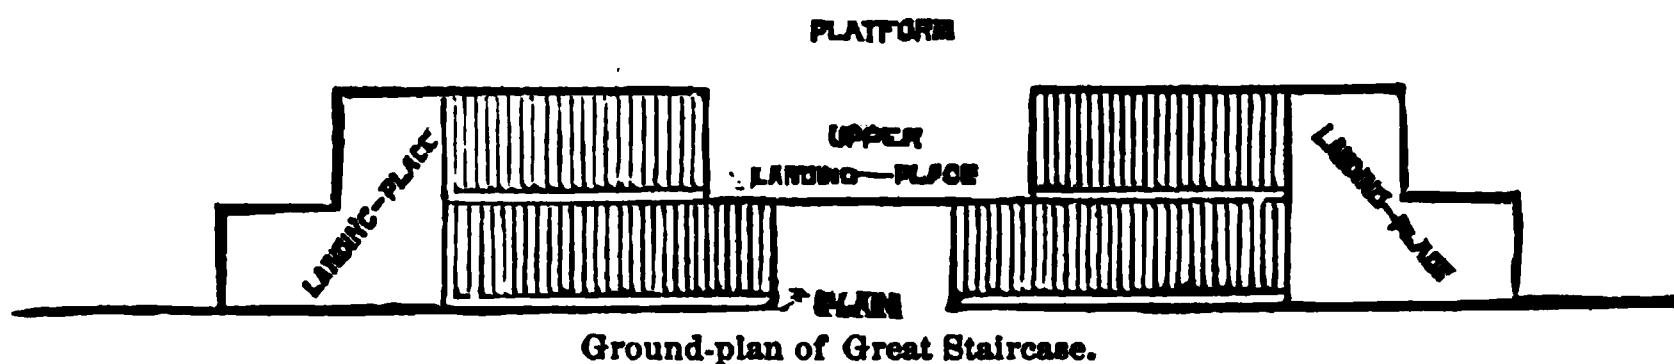 PLATFORM
UPPER
LANDING-PLACE
LANDING-PLACE
LANDING-PLACE
PLAIN
Ground-plan of Great Staircase.